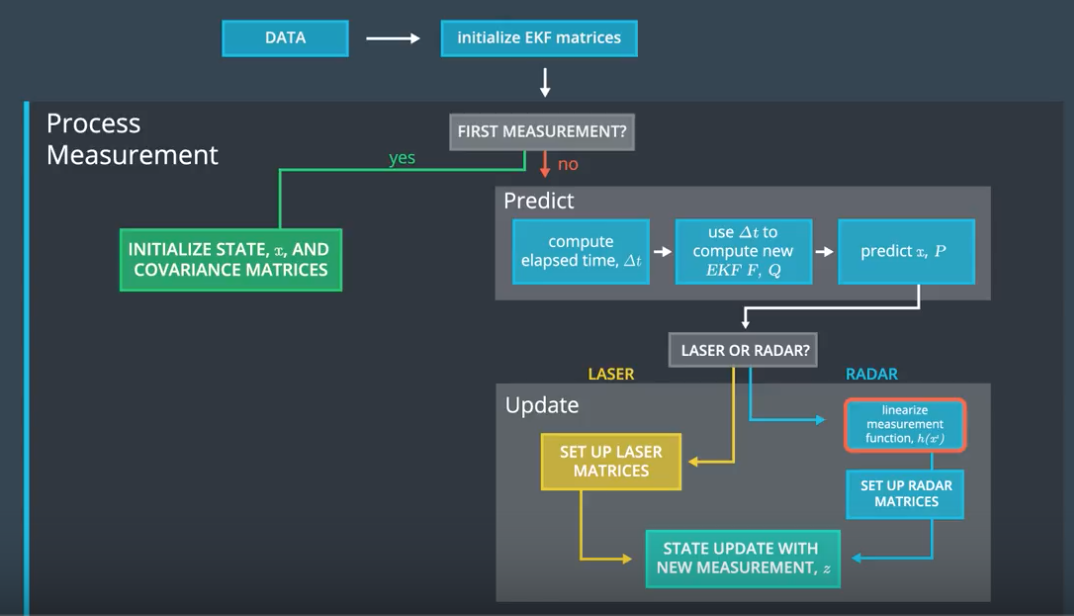 DATA
initialize EKF matrices
Process
Measurement
FIRST MEASUREMENT?
yes
no
INITIALIZE STATE, x, AND
COVARIANCE MATRICES
Predict
compute
elapsed time, Δt
use Δt to
compute new
EKF F, Q
predict x, P
LASER OR RADAR?
LASER
RADAR
Update
linearize
measurement
function, h(x')
SET UP LASER
MATRICES
SET UP RADAR
MATRICES
STATE UPDATE WITH
NEW MEASUREMENT, z